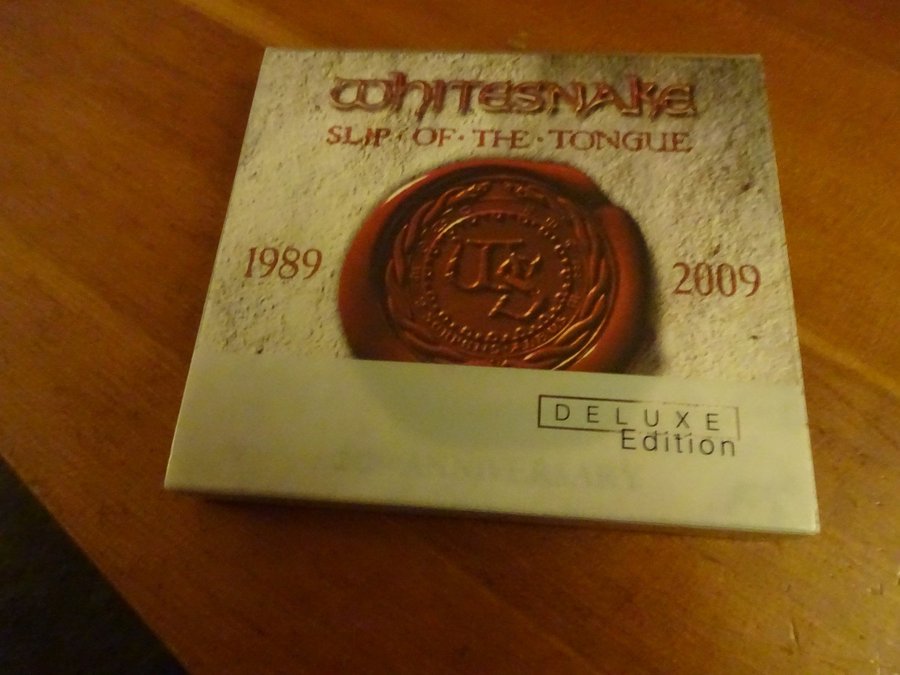 WHITESNAKE
SLIP · OF · THE · TONGUE
1989
2009
DELUXE
Edition